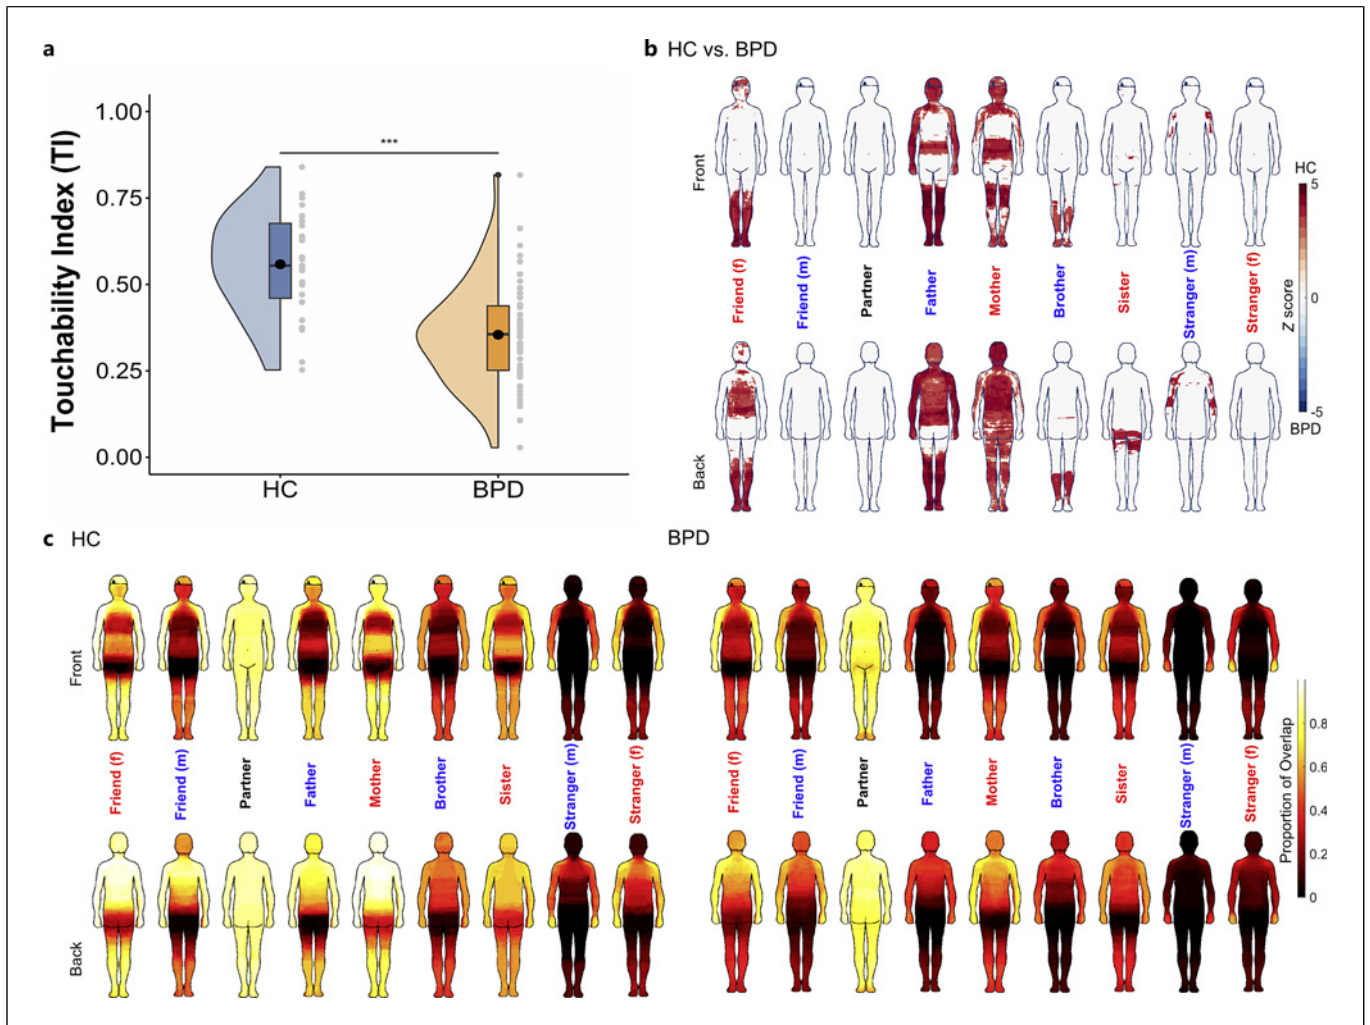 a
Touchability Index (TI)
1.00
0.75
0.50
0.25
0.00
***
HC
BPD
b HC vs. BPD
Front
Friend (f)
Friend (m)
Partner
Father
Mother
Brother
Sister
Stranger (m)
Stranger (f)
Back
HC
5
0
-5
Z score
BPD
c HC
Front
Friend (f)
Friend (m)
Partner
Father
Mother
Brother
Sister
Stranger (m)
Stranger (f)
Back
BPD
Friend (f)
Friend (m)
Partner
Father
Mother
Brother
Sister
Stranger (m)
Stranger (f)
Proportion of Overlap
0.8
0.6
0.4
0.2
0